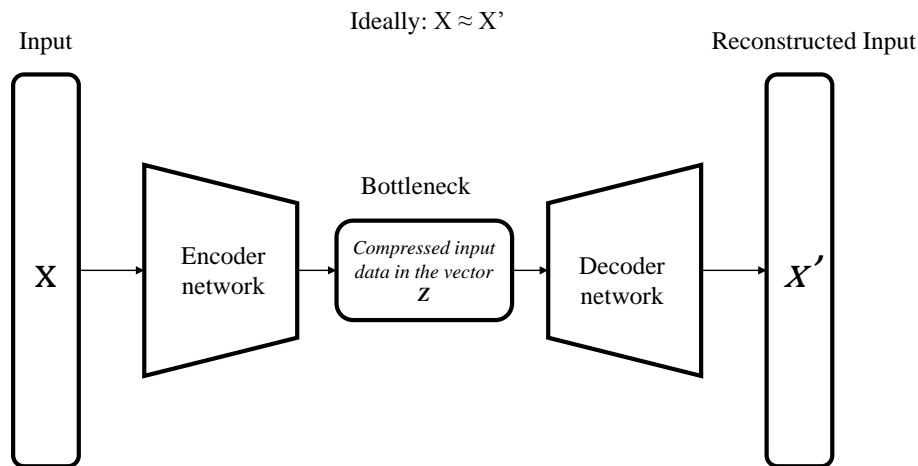 Ideally: X ≈ X’
Input
Reconstructed Input
Bottleneck
X
Encoder
network
Compressed input
data in the vector
Z
Decoder
network
X’